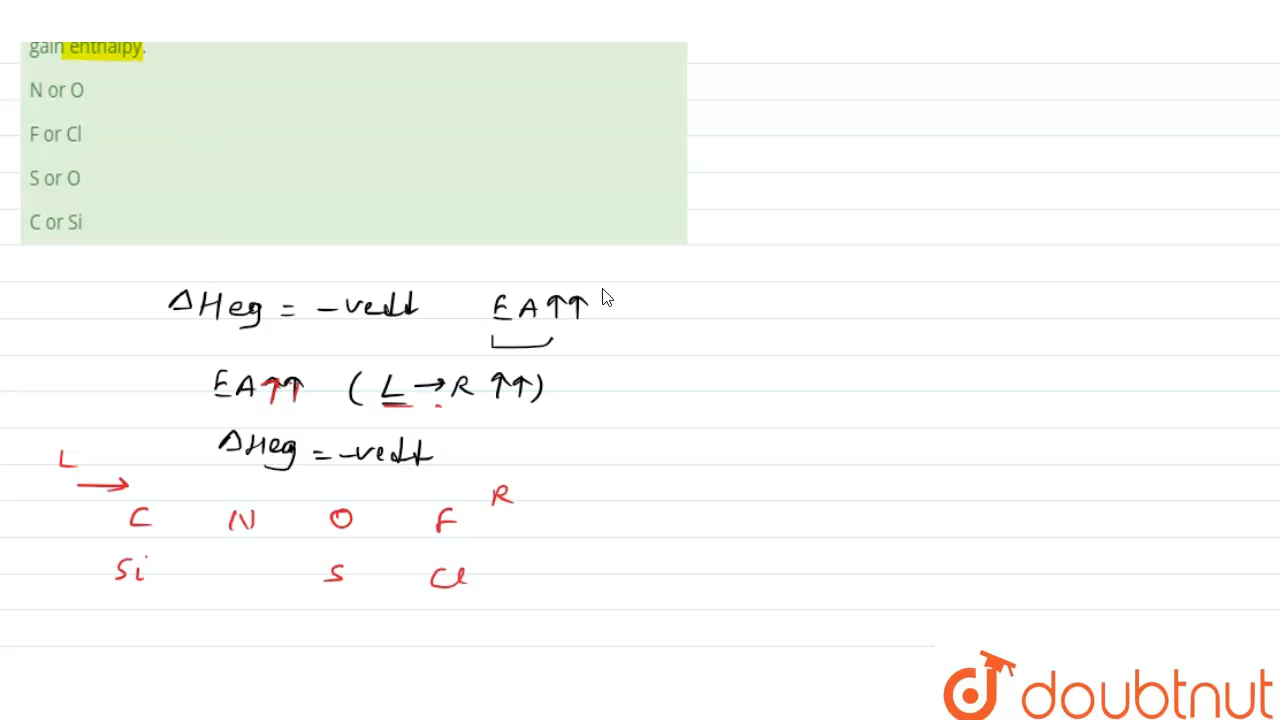 gain enthalpy.
N or O
F or Cl
S or O
C or Si
ΔHeg = -ve↓↓ EA↑↑
EA↑↑ (L → R ↑↑)
ΔHeg = -ve↓↓
L →
R
C N O F
Si S Cl
doubtnut